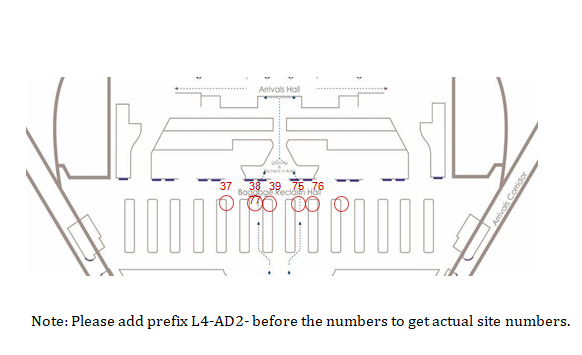 Arrivals Hall
37 38 39 75 76
Baggage Reclaim Hall
77
Arrivals Corridor
Note: Please add prefix L4-AD2- before the numbers to get actual site numbers.